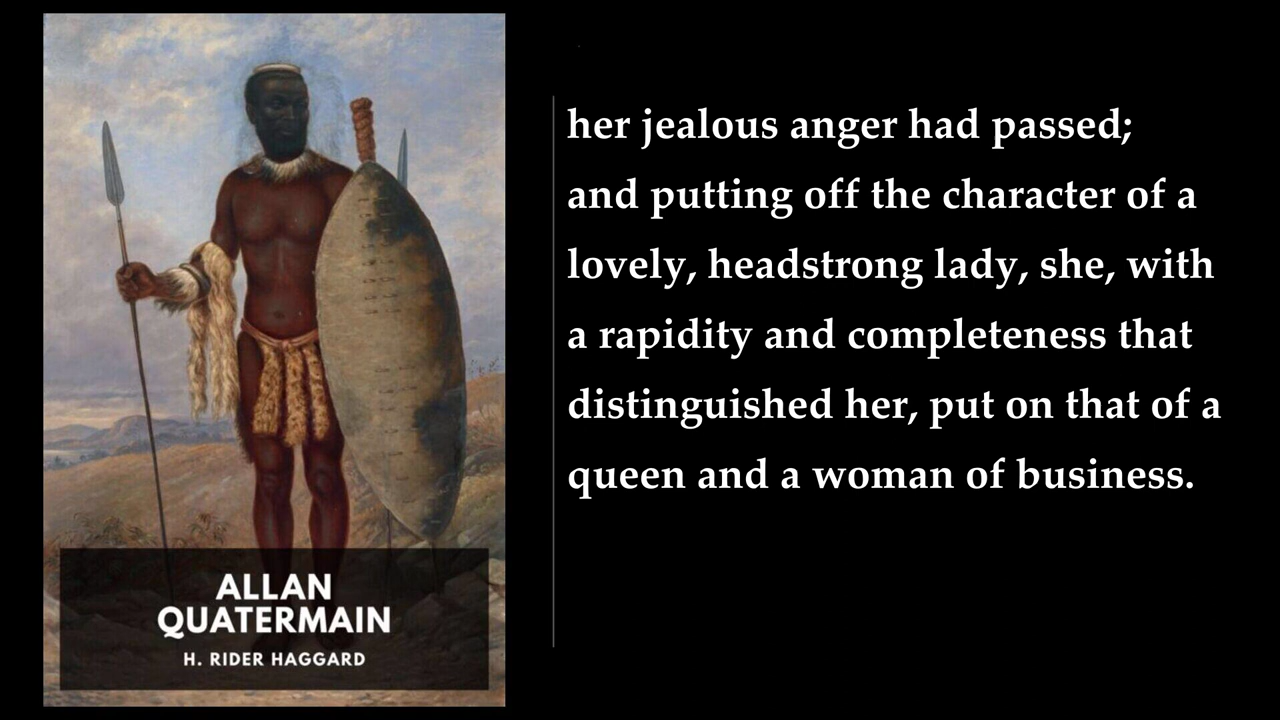 ALLAN
QUATERMAIN
H. RIDER HAGGARD
her jealous anger had passed;
and putting off the character of a
lovely, headstrong lady, she, with
a rapidity and completeness that
distinguished her, put on that of a
queen and a woman of business.